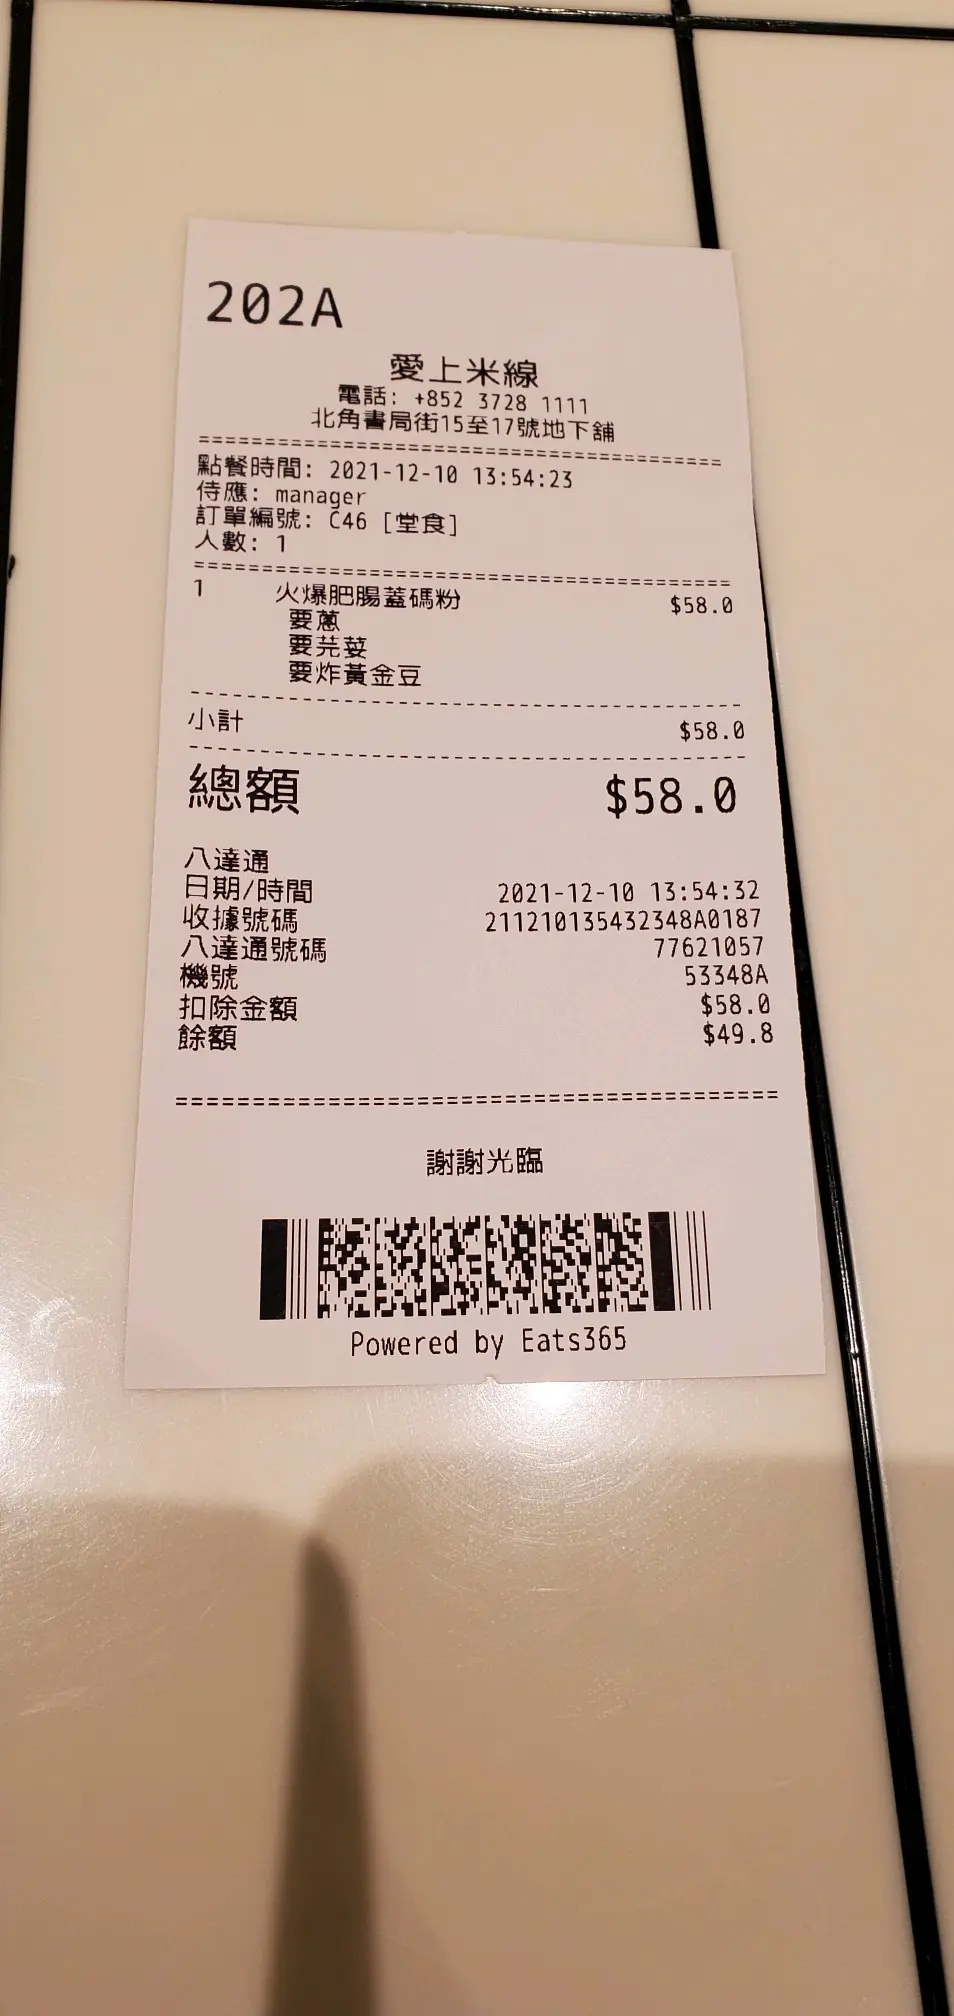 202A
愛上米線
電話: +852 3728 1111
北角書局街15至17號地下舖
點餐時間: 2021-12-10 13:54:23
侍應: manager
訂單編號: C46 [堂食]
人數: 1
1 火爆肥腸蓋碼粉 $58.0
要蔥
要芫荽
要炸黃金豆
小計 $58.0
總額 $58.0
八達通
日期/時間 2021-12-10 13:54:32
收據號碼 211210135432348A0187
八達通號碼 77621057
機號 53348A
扣除金額 $58.0
餘額 $49.8
謝謝光臨
Powered by Eats365